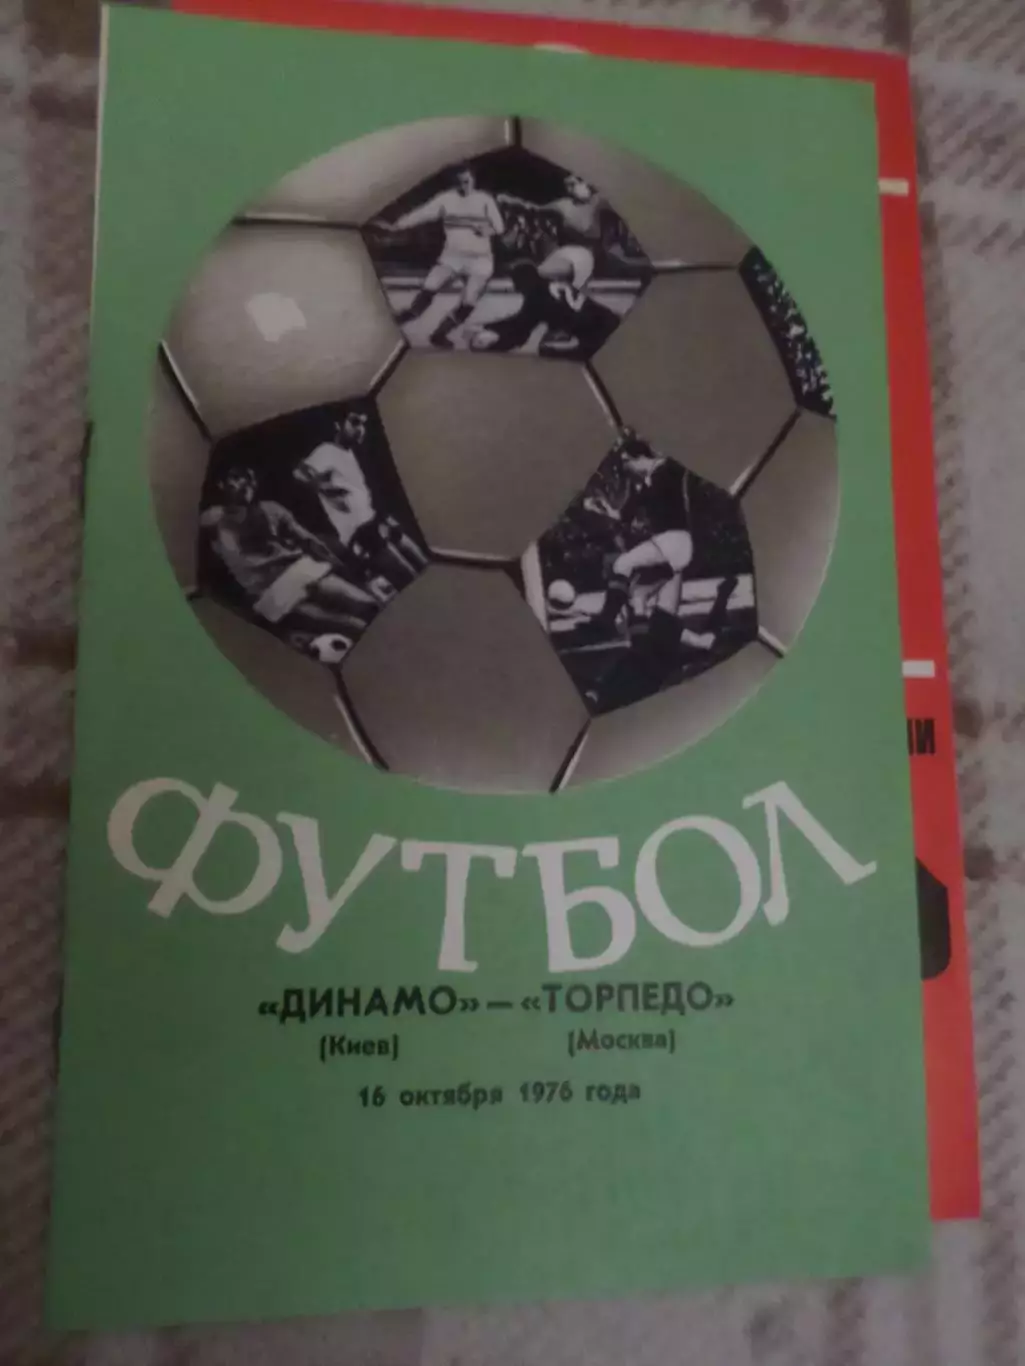 ФУТБОЛ
«ДИНАМО» — «ТОРПЕДО»
(Киев) (Москва)
16 октября 1976 года